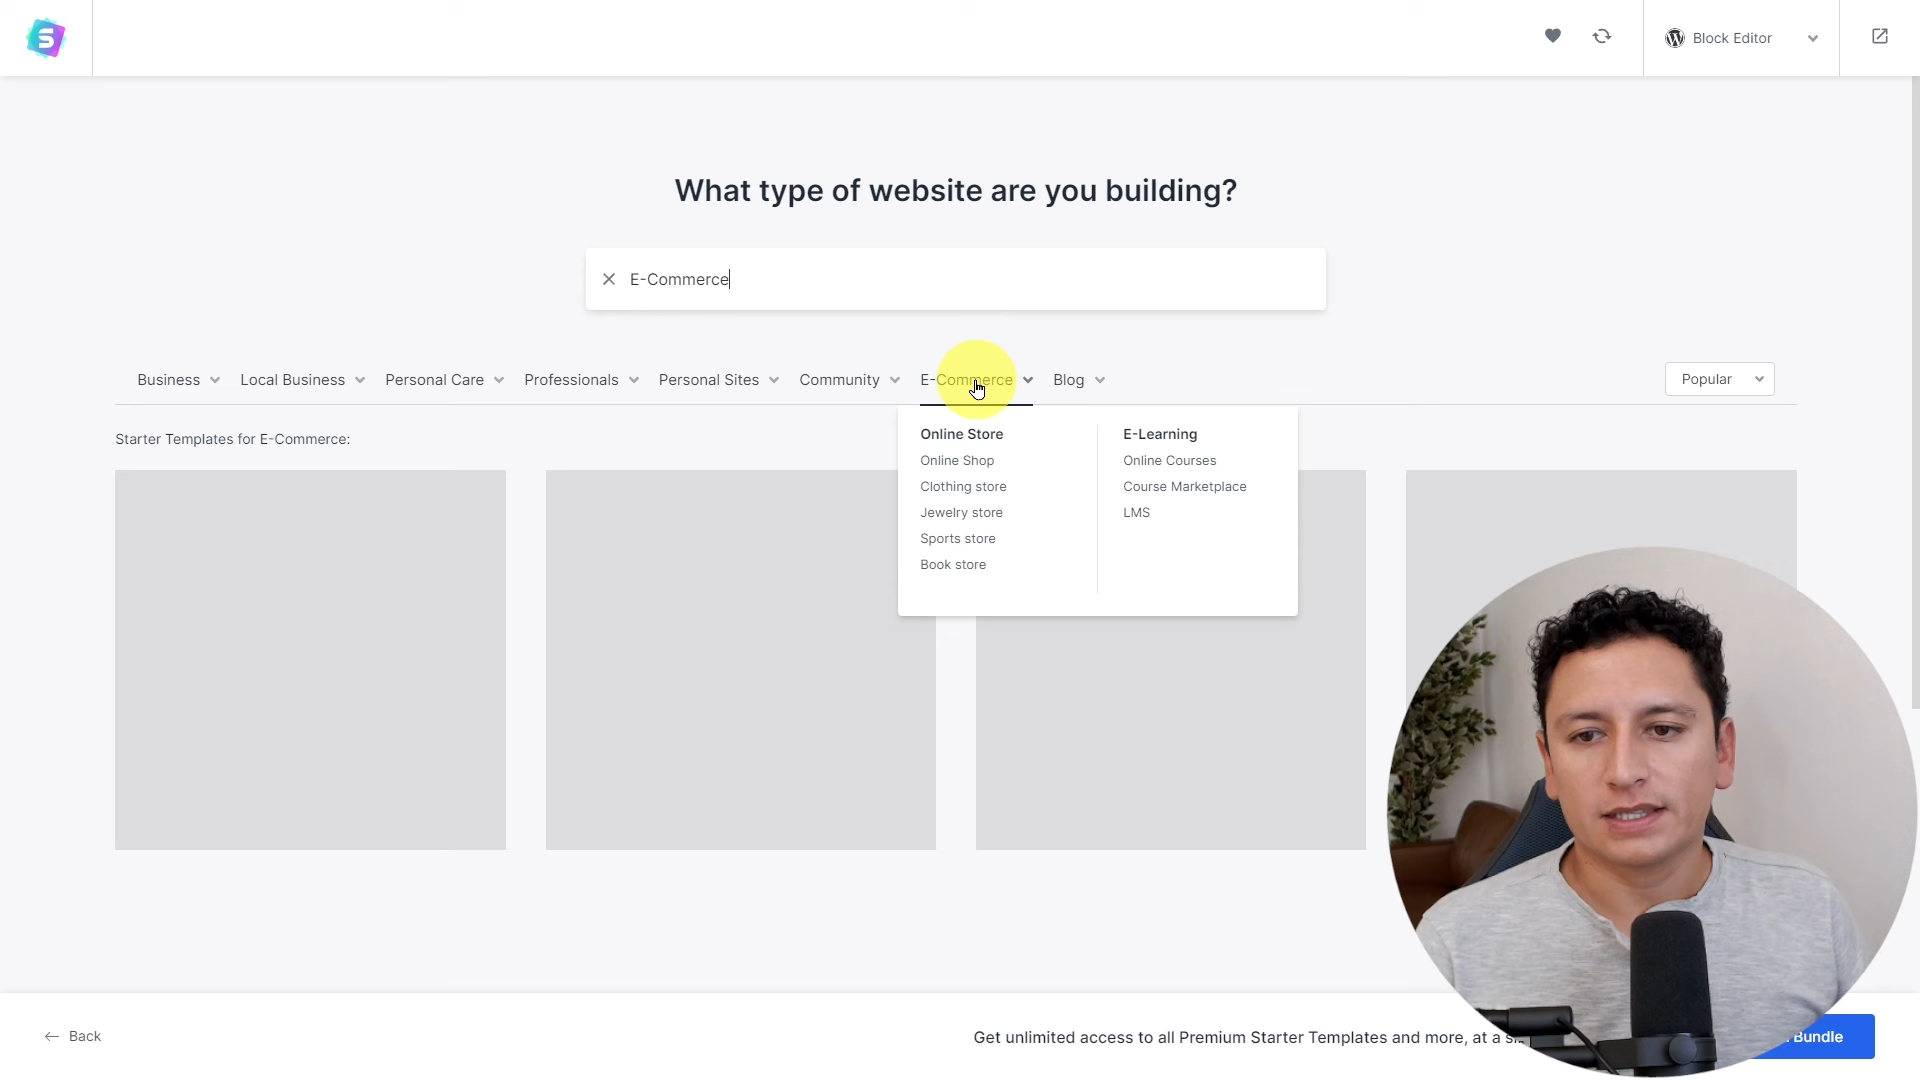 S
Block Editor
What type of website are you building?
E-Commerce
Business Local Business Personal Care Professionals Personal Sites Community E-Commerce Blog Popular
Starter Templates for E-Commerce:
Online Store
Online Shop
Clothing store
Jewelry store
Sports store
Book store
E-Learning
Online Courses
Course Marketplace
LMS
Back
Get unlimited access to all Premium Starter Templates and more, at a
Bundle